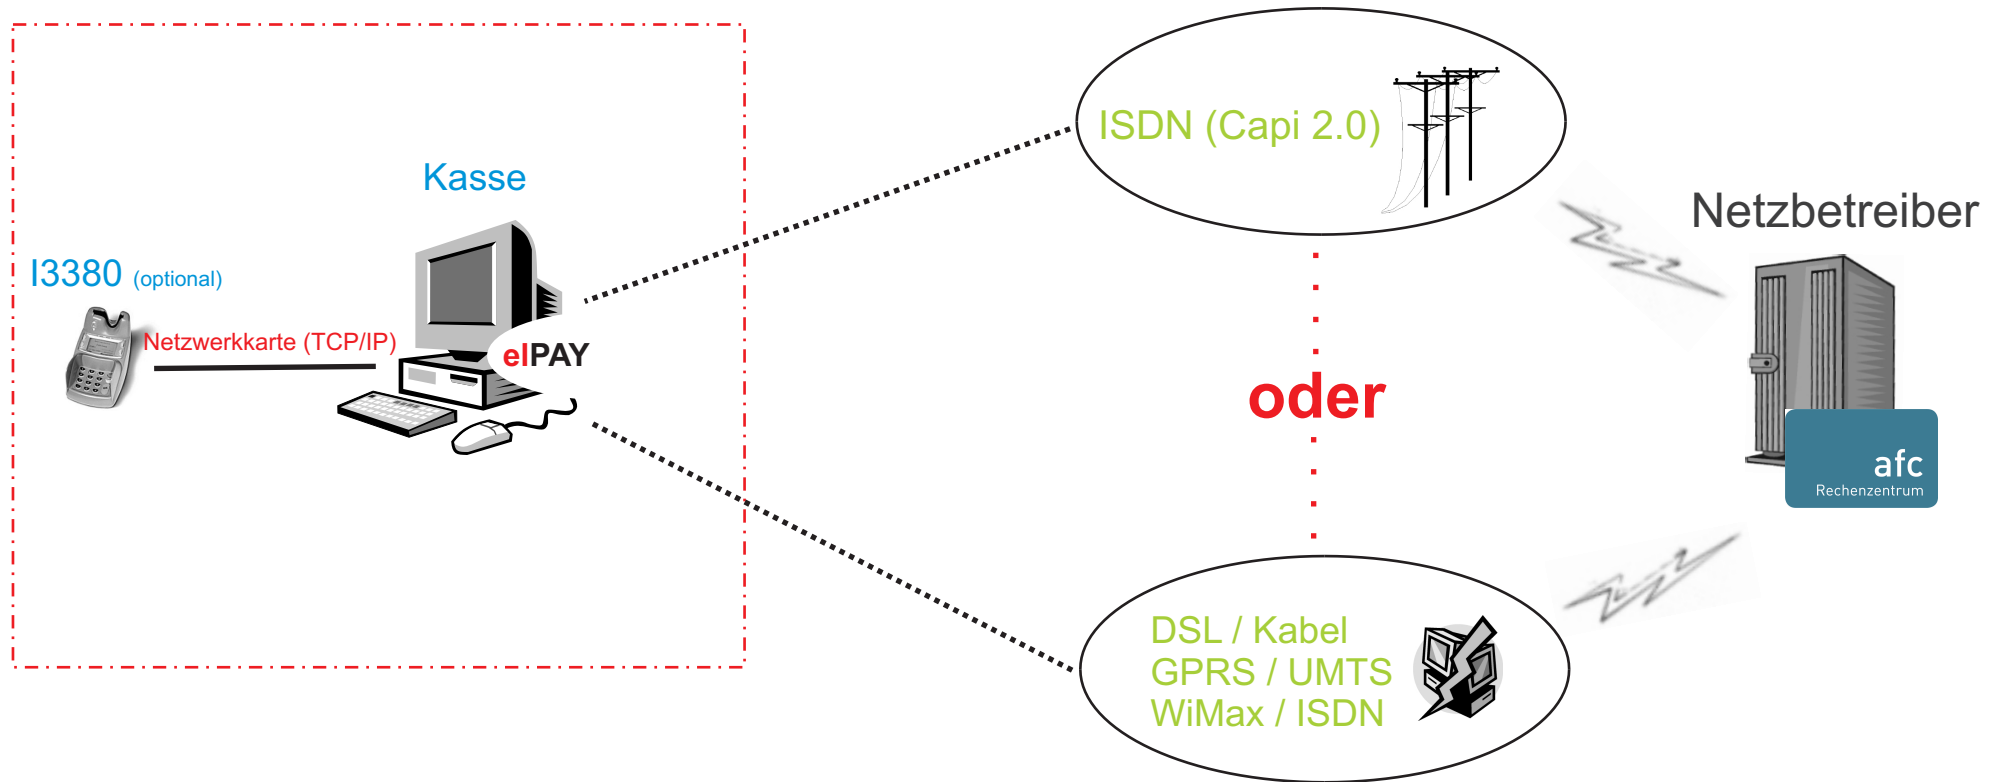 Kasse
I3380 (optional)
Netzwerkkarte (TCP/IP)
elPAY
ISDN (Capi 2.0)
oder
DSL / Kabel
GPRS / UMTS
WiMax / ISDN
Netzbetreiber
afc
Rechenzentrum